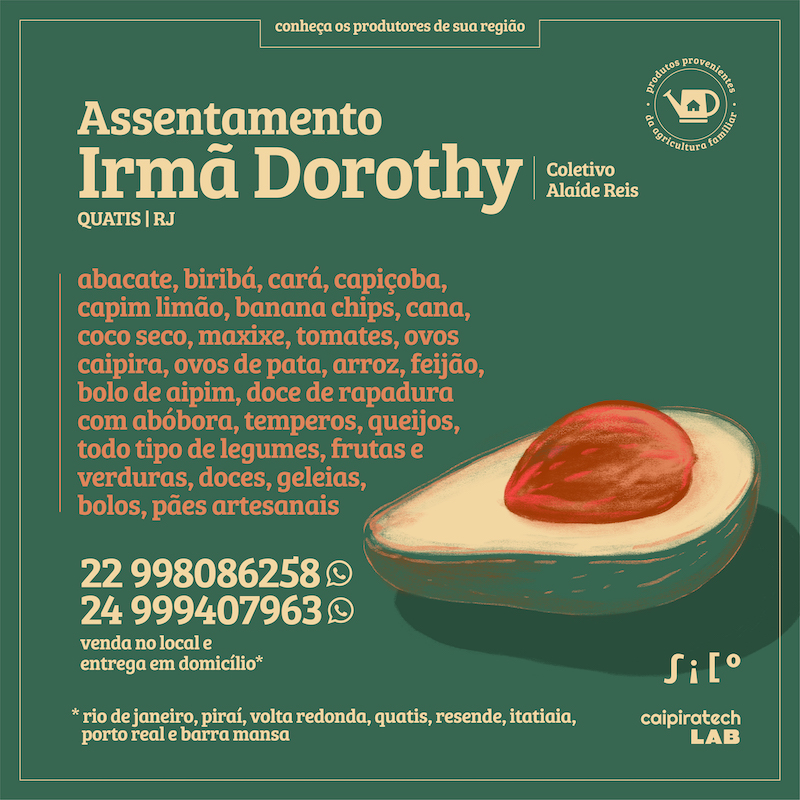 conheça os produtores de sua região
produtos provenientes
da agricultura familiar
Assentamento
Irmã Dorothy
Coletivo
Alaíde Reis
QUATIS | RJ
abacate, biribá, cará, capiçoba,
capim limão, banana chips, cana,
coco seco, maxixe, tomates, ovos
caipira, ovos de pata, arroz, feijão,
bolo de aipim, doce de rapadura
com abóbora, temperos, queijos,
todo tipo de legumes, frutas e
verduras, doces, geleias,
bolos, pães artesanais
22 998086258
24 999407963
venda no local e
entrega em domicílio*
* rio de janeiro, piraí, volta redonda, quatis, resende, itatiaia,
porto real e barra mansa
silo
caipiratech
LAB